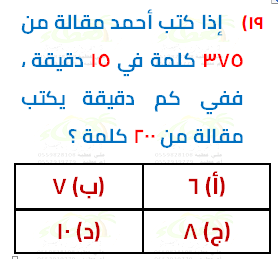 ١٩) إذا كتب أحمد مقالة من
٣٧٥ كلمة في ١٥ دقيقة ،
ففي كم دقيقة يكتب
مقالة من ٢٠٠ كلمة ؟
(أ) ٦ (ب) ٧
(ج) ٨ (د) ١٠